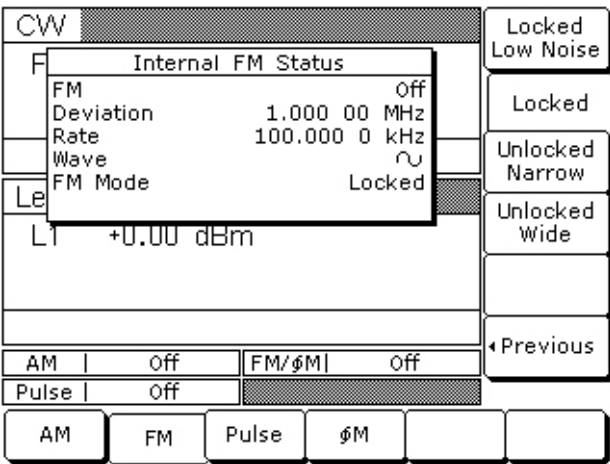 CW
F
Internal FM Status
FM Off
Deviation 1.000 00 MHz
Rate 100.000 0 kHz
Wave
FM Mode Locked
Le
L1 +0.00 dBm
AM Off
FM/ϕM Off
Pulse Off
Locked
Low Noise
Locked
Unlocked
Narrow
Unlocked
Wide
Previous
AM
FM
Pulse
ϕM